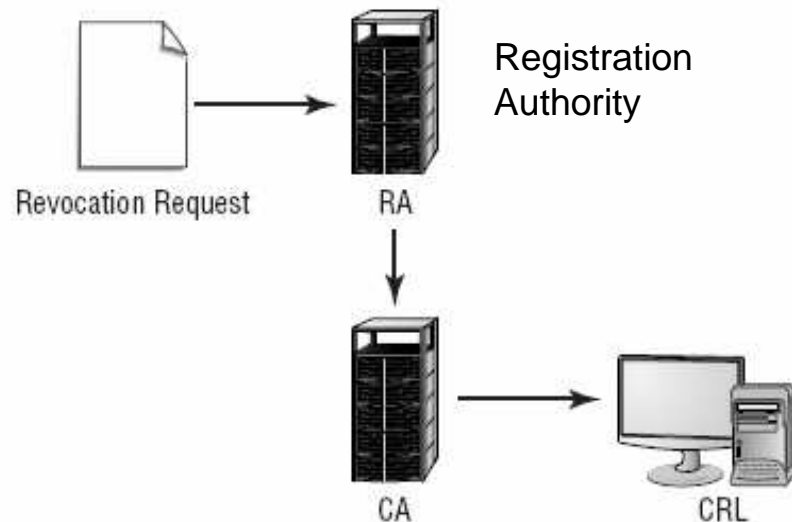 Registration
Authority
Revocation Request
RA
CA
CRL